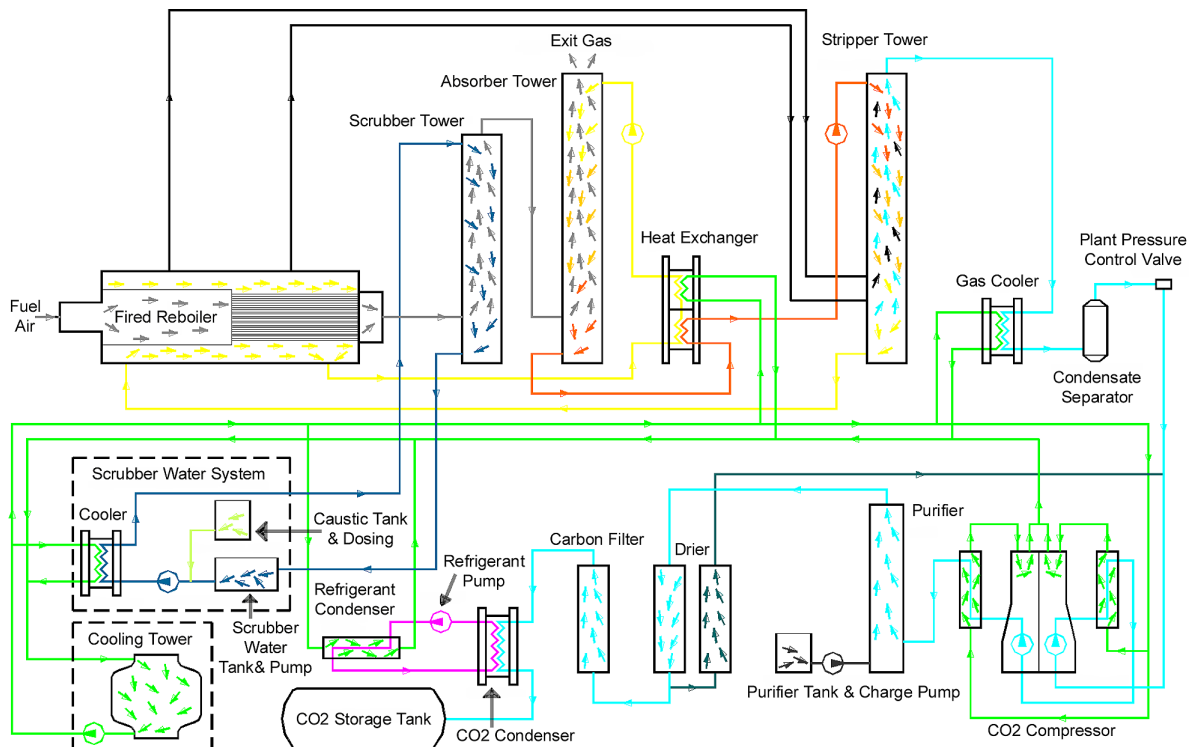 Exit Gas
Stripper Tower
Absorber Tower
Scrubber Tower
Heat Exchanger
Plant Pressure
Control Valve
Gas Cooler
Fuel
Air
Fired Reboiler
Condensate
Separator
Scrubber Water System
Cooler
Caustic Tank
& Dosing
Carbon Filter
Drier
Purifier
Refrigerant
Pump
Refrigerant
Condenser
Scrubber
Water
Tank& Pump
Cooling Tower
Purifier Tank & Charge Pump
CO2 Storage Tank
CO2 Condenser
CO2 Compressor